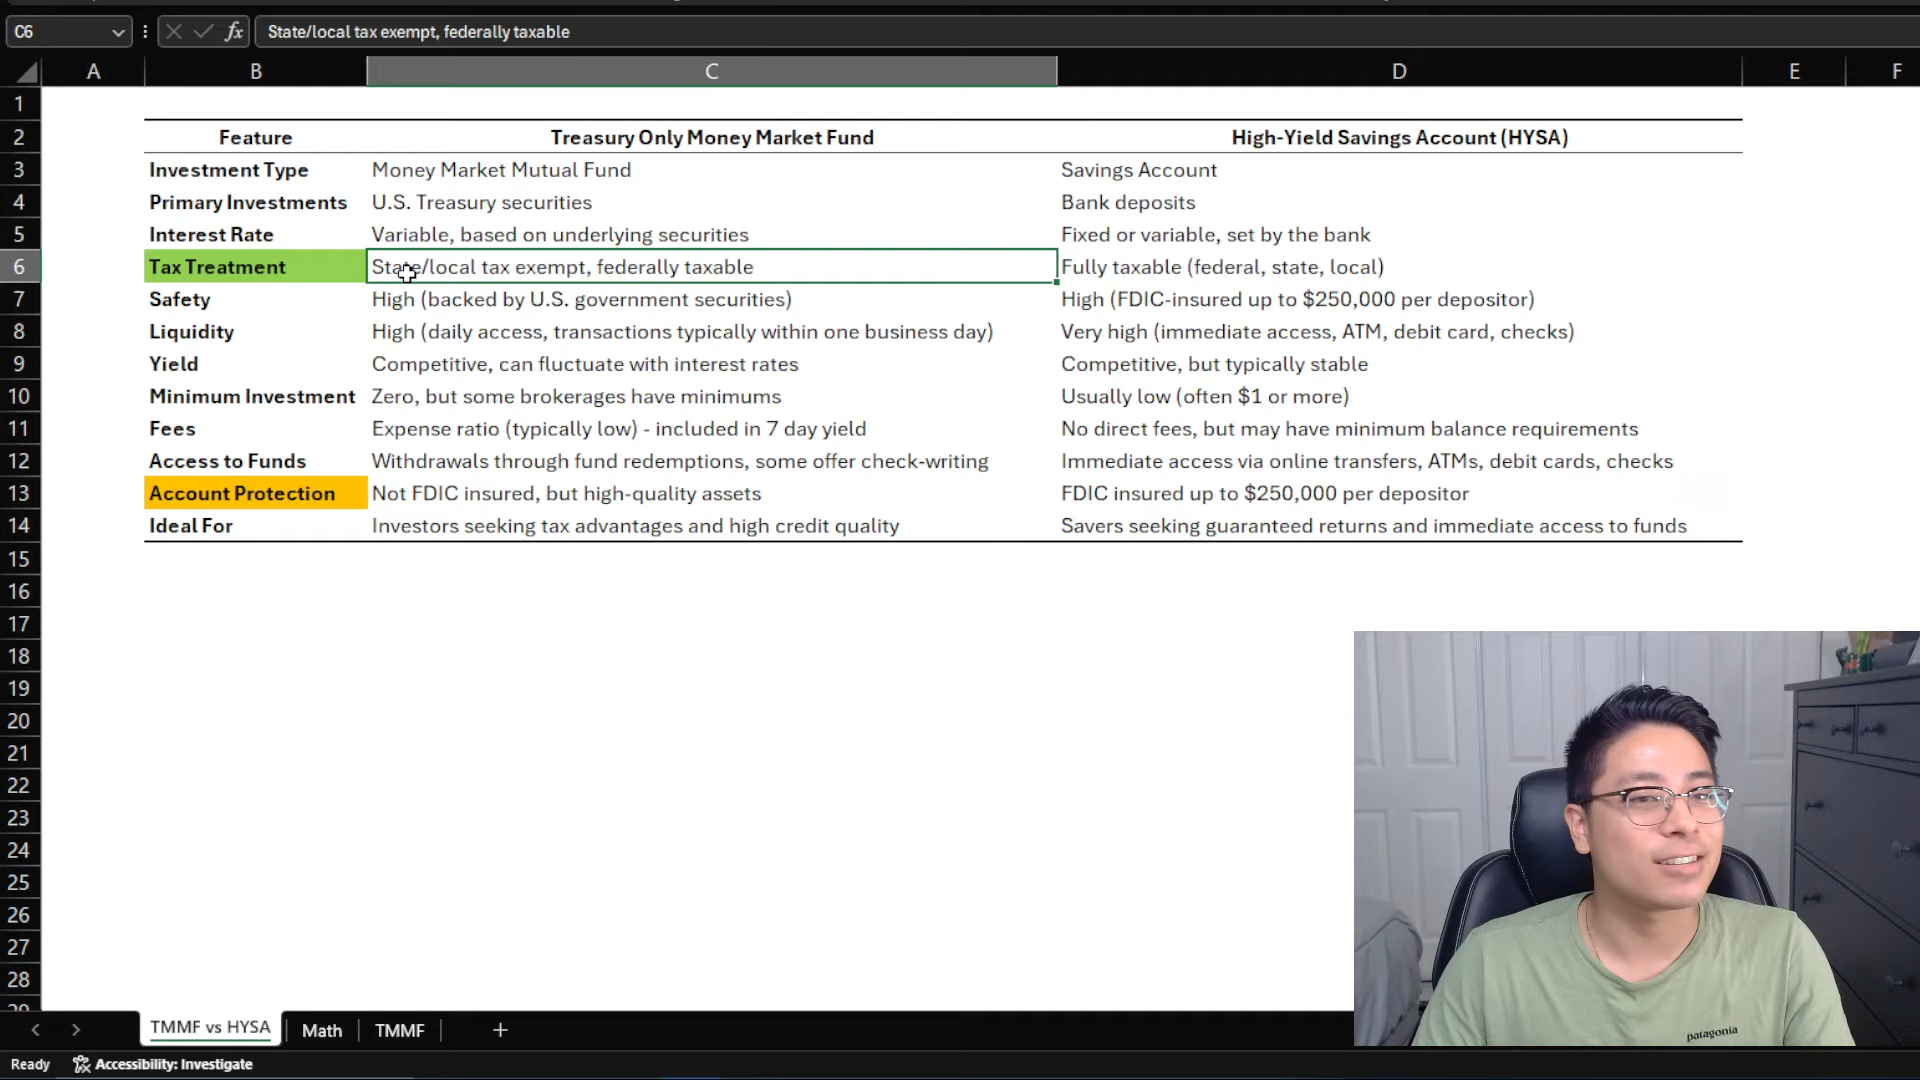 C6
fx
State/local tax exempt, federally taxable
A B C D E F
1
2 Feature Treasury Only Money Market Fund High-Yield Savings Account (HYSA)
3 Investment Type Money Market Mutual Fund Savings Account
4 Primary Investments U.S. Treasury securities Bank deposits
5 Interest Rate Variable, based on underlying securities Fixed or variable, set by the bank
6 Tax Treatment State/local tax exempt, federally taxable Fully taxable (federal, state, local)
7 Safety High (backed by U.S. government securities) High (FDIC-insured up to $250,000 per depositor)
8 Liquidity High (daily access, transactions typically within one business day) Very high (immediate access, ATM, debit card, checks)
9 Yield Competitive, can fluctuate with interest rates Competitive, but typically stable
10 Minimum Investment Zero, but some brokerages have minimums Usually low (often $1 or more)
11 Fees Expense ratio (typically low) - included in 7 day yield No direct fees, but may have minimum balance requirements
12 Access to Funds Withdrawals through fund redemptions, some offer check-writing Immediate access via online transfers, ATMs, debit cards, checks
13 Account Protection Not FDIC insured, but high-quality assets FDIC insured up to $250,000 per depositor
14 Ideal For Investors seeking tax advantages and high credit quality Savers seeking guaranteed returns and immediate access to funds
15
16
17
18
19
20
21
22
23
24
25
26
27
28
patagonia
TMMF vs HYSA Math TMMF
Ready Accessibility: Investigate